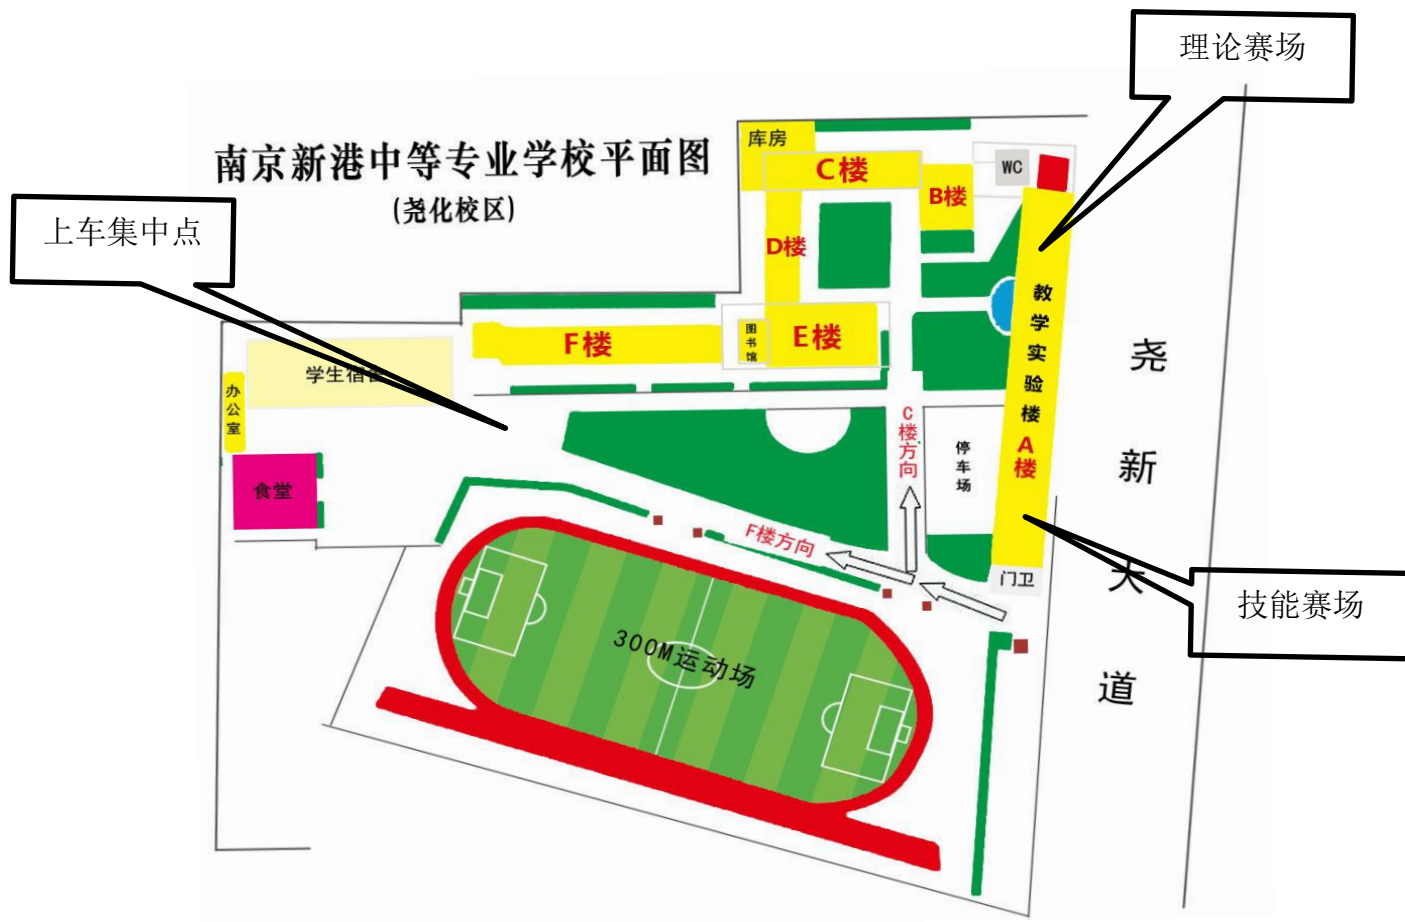 理论赛场
南京新港中等专业学校平面图
(尧化校区)
上车集中点
库房
C楼
WC
B楼
D楼
教学实验楼
A楼
F楼
图书馆
E楼
学生宿舍
办公室
食堂
C楼方向
停车场
F楼方向
门卫
尧新大道
技能赛场
300M运动场